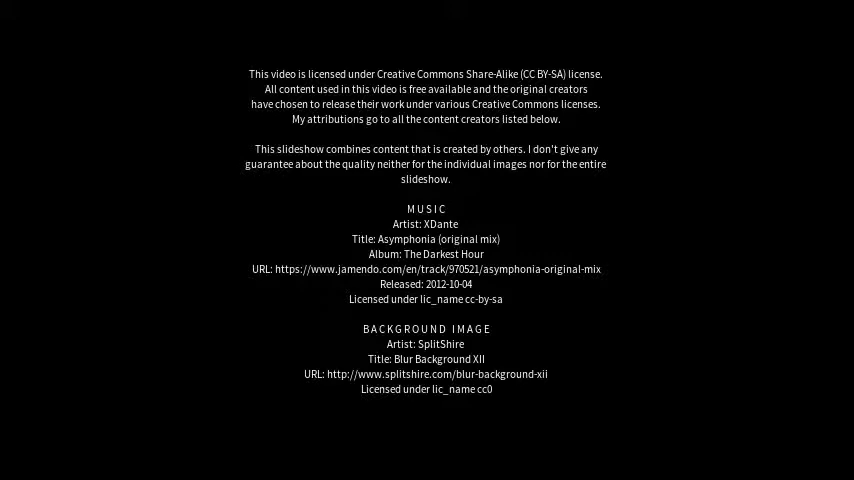 This video is licensed under Creative Commons Share-Alike (CC BY-SA) license.
All content used in this video is free available and the original creators
have chosen to release their work under various Creative Commons licenses.
My attributions go to all the content creators listed below.
This slideshow combines content that is created by others. I don't give any
guarantee about the quality neither for the individual images nor for the entire
slideshow.
MUSIC
Artist: XDante
Title: Asymphonia (original mix)
Album: The Darkest Hour
URL: https://www.jamendo.com/en/track/970521/asymphonia-original-mix
Released: 2012-10-04
Licensed under lic_name cc-by-sa
BACKGROUND IMAGE
Artist: SplitShire
Title: Blur Background XII
URL: http://www.splitshire.com/blur-background-xii
Licensed under lic_name cc0